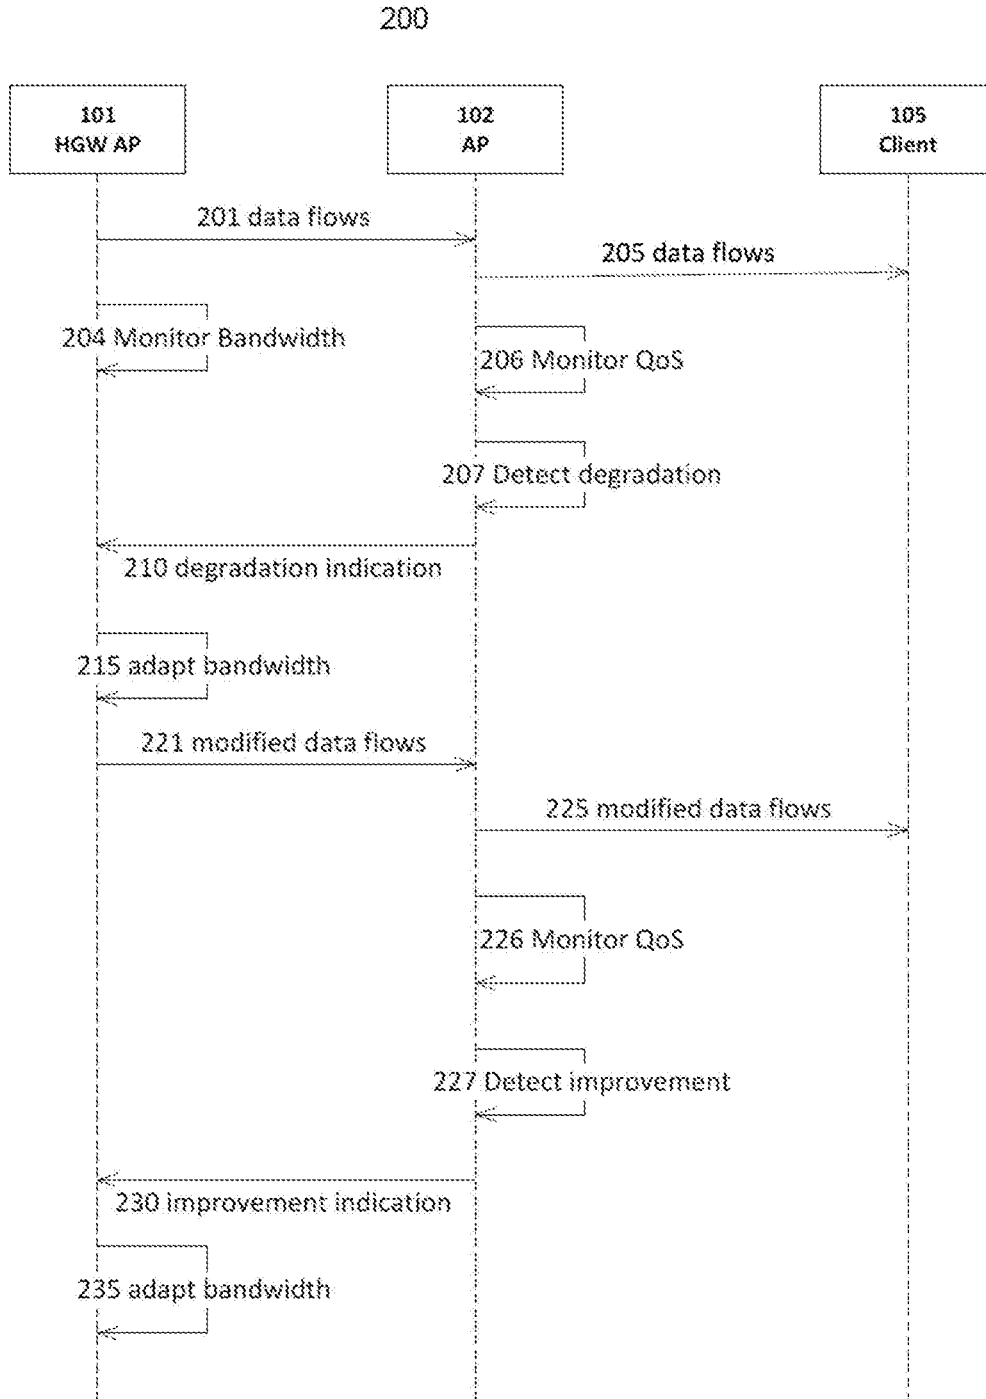 200
101
HGW AP
102
AP
105
Client
201 data flows
205 data flows
204 Monitor Bandwidth
206 Monitor QoS
207 Detect degradation
210 degradation indication
215 adapt bandwidth
221 modified data flows
225 modified data flows
226 Monitor QoS
227 Detect improvement
230 improvement indication
235 adapt bandwidth